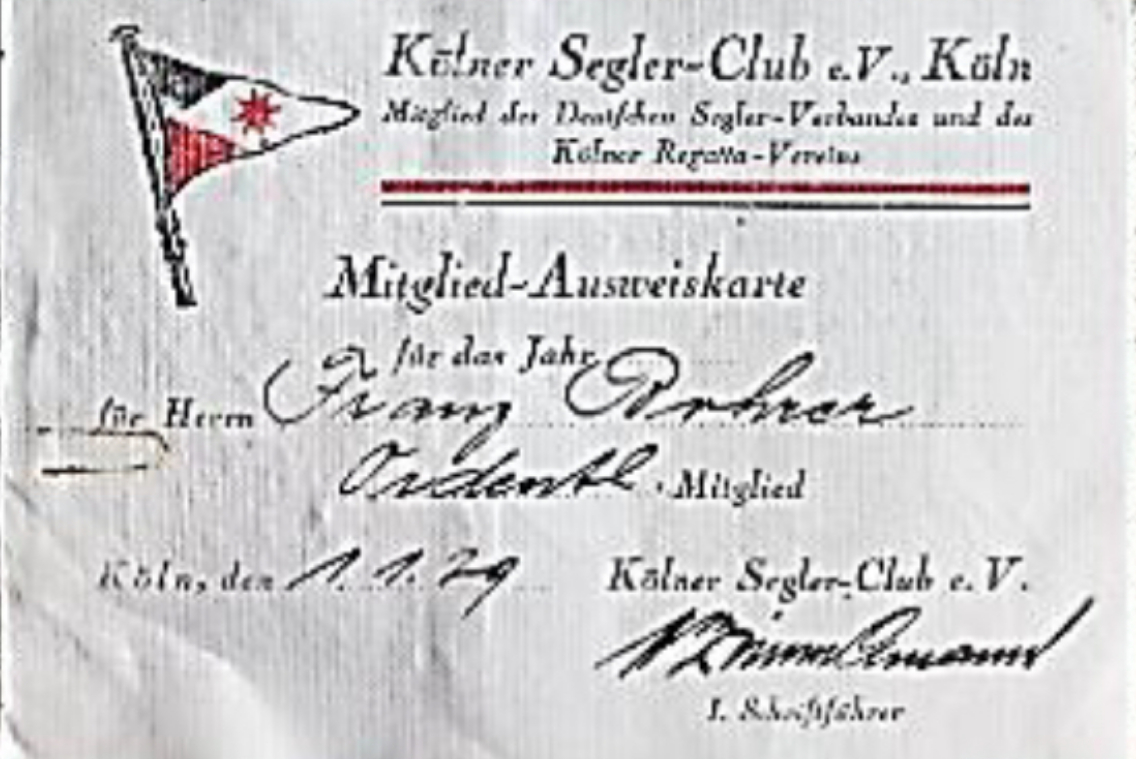 Kölner Segler-Club e.V., Köln
Mitglied des Deutschen Segler-Verbandes und des
Kölner Regatta-Vereins
Mitglied-Ausweiskarte
für das Jahr
für Herrn Franz Rohrer
Ordentl. Mitglied
Köln, den 1.1.29
Kölner Segler-Club e.V.
I. Schriftführer